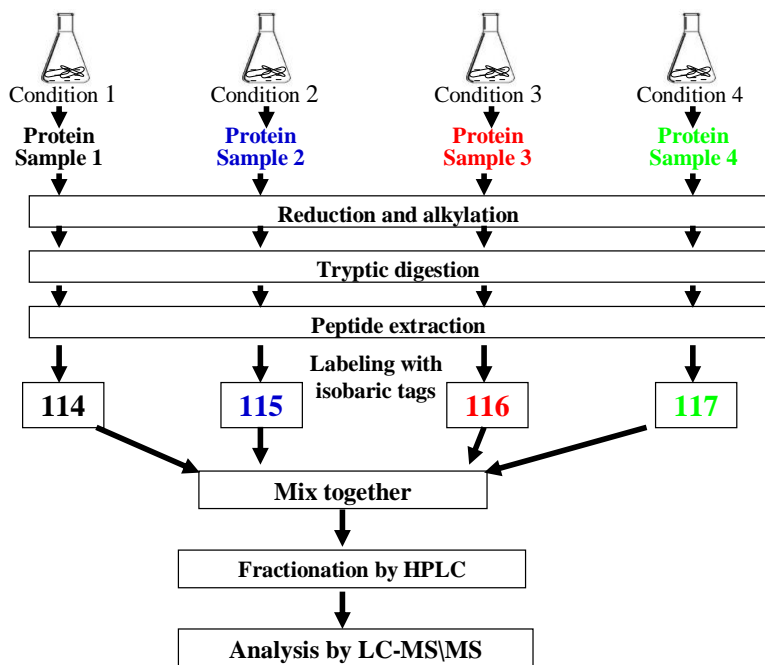 Condition 1 Condition 2 Condition 3 Condition 4
Protein Protein Protein Protein
Sample 1 Sample 2 Sample 3 Sample 4
Reduction and alkylation
Tryptic digestion
Peptide extraction
Labeling with
isobaric tags
114 115 116 117
Mix together
Fractionation by HPLC
Analysis by LC-MS\MS